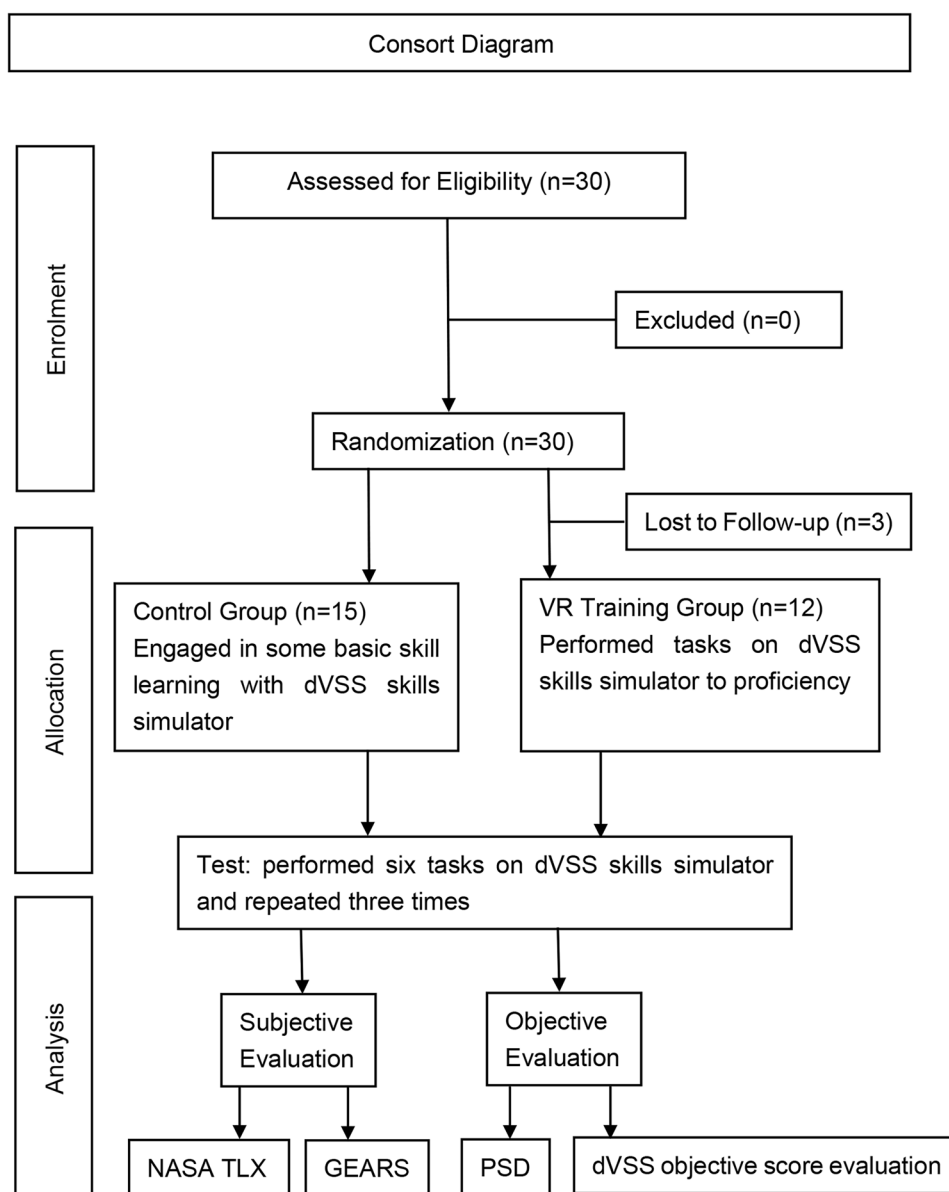 Consort Diagram
Enrolment
Assessed for Eligibility (n=30)
Excluded (n=0)
Randomization (n=30)
Lost to Follow-up (n=3)
Allocation
Control Group (n=15)
Engaged in some basic skill
learning with dVSS skills
simulator
VR Training Group (n=12)
Performed tasks on dVSS
skills simulator to proficiency
Test: performed six tasks on dVSS skills simulator
and repeated three times
Analysis
Subjective
Evaluation
Objective
Evaluation
NASA TLX
GEARS
PSD
dVSS objective score evaluation